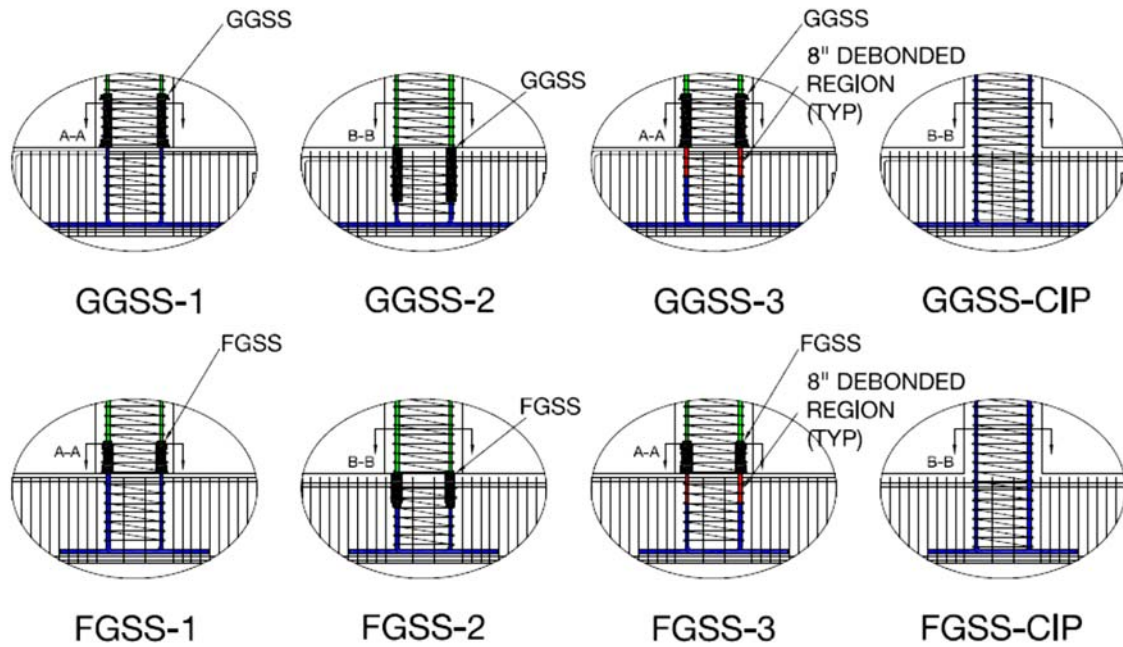 GGSS
GGSS
GGSS
8" DEBONDED
REGION
(TYP)
A-A
B-B
A-A
B-B
GGSS-1
GGSS-2
GGSS-3
GGSS-CIP
FGSS
FGSS
FGSS
8" DEBONDED
REGION
(TYP)
A-A
B-B
A-A
B-B
FGSS-1
FGSS-2
FGSS-3
FGSS-CIP